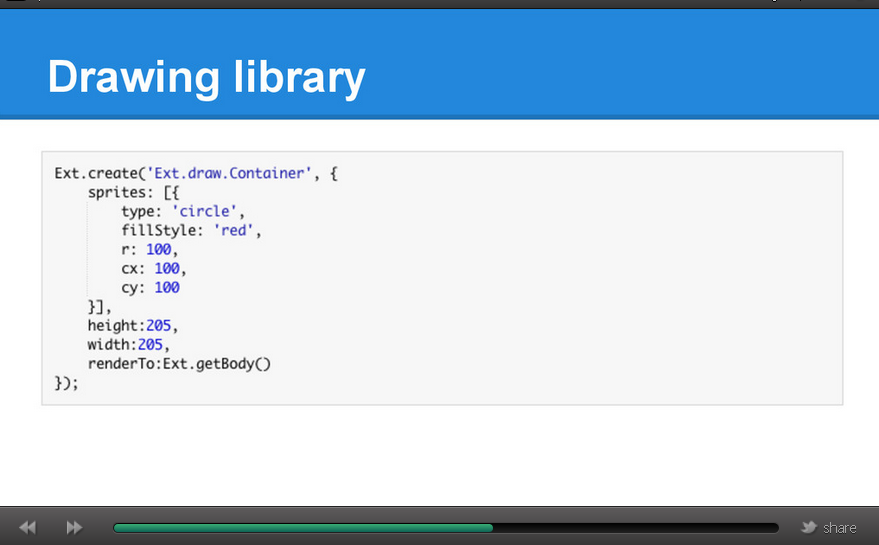 Drawing library
Ext.create('Ext.draw.Container', {
    sprites: [{
        type: 'circle',
        fillStyle: 'red',
        r: 100,
        cx: 100,
        cy: 100
    }],
    height:205,
    width:205,
    renderTo:Ext.getBody()
});
share